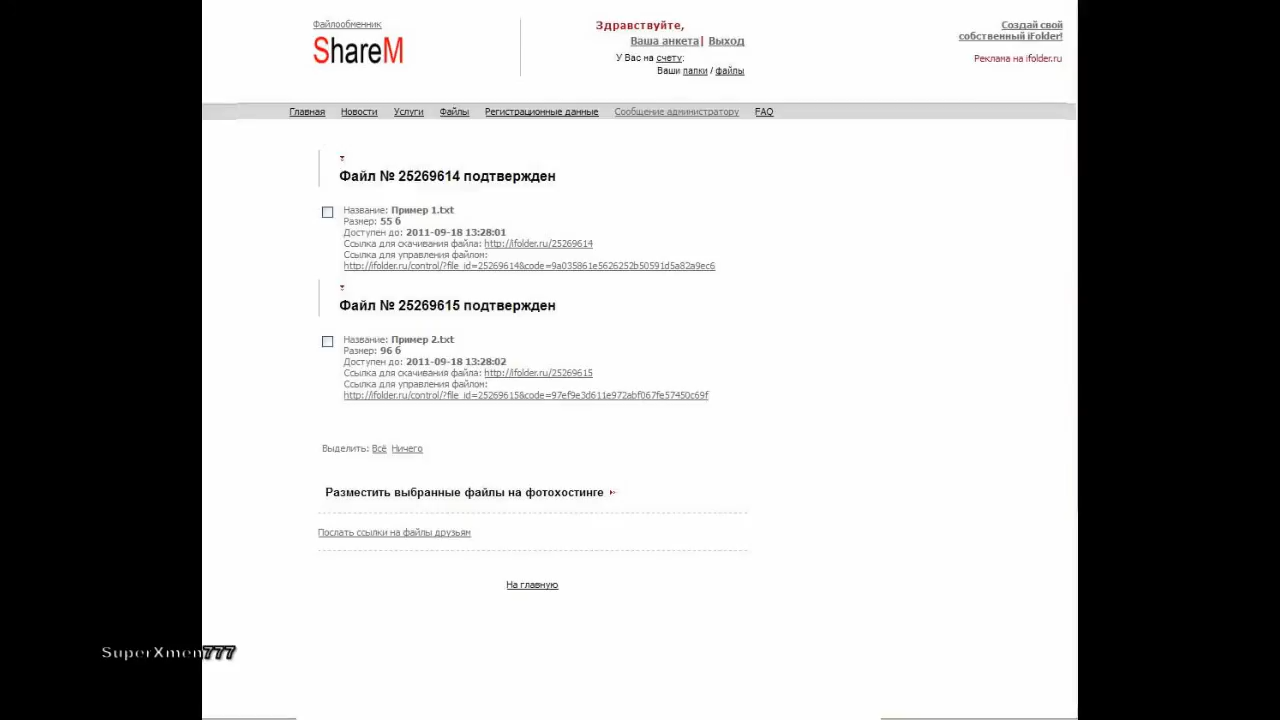 Файлообменник
ShareM
Здравствуйте,
Ваша анкета| Выход
У Вас на счету:
Ваши папки / файлы
Создай свой
собственный iFolder!
Реклама на ifolder.ru
Главная Новости Услуги Файлы Регистрационные данные Сообщение администратору FAQ
Файл № 25269614 подтвержден
Название: Пример 1.txt
Размер: 55 б
Доступен до: 2011-09-18 13:28:01
Ссылка для скачивания файла: http://ifolder.ru/25269614
Ссылка для управления файлом:
http://ifolder.ru/control/?file_id=25269614&code=9a035861e5626252b50591d5a82a9ec6
Файл № 25269615 подтвержден
Название: Пример 2.txt
Размер: 96 б
Доступен до: 2011-09-18 13:28:02
Ссылка для скачивания файла: http://ifolder.ru/25269615
Ссылка для управления файлом:
http://ifolder.ru/control/?file_id=25269615&code=97ef9e3d611e972abf067fe57450c69f
Выделить: Всё Ничего
Разместить выбранные файлы на фотохостинге
Послать ссылки на файлы друзьям
На главную
SuperXmen777